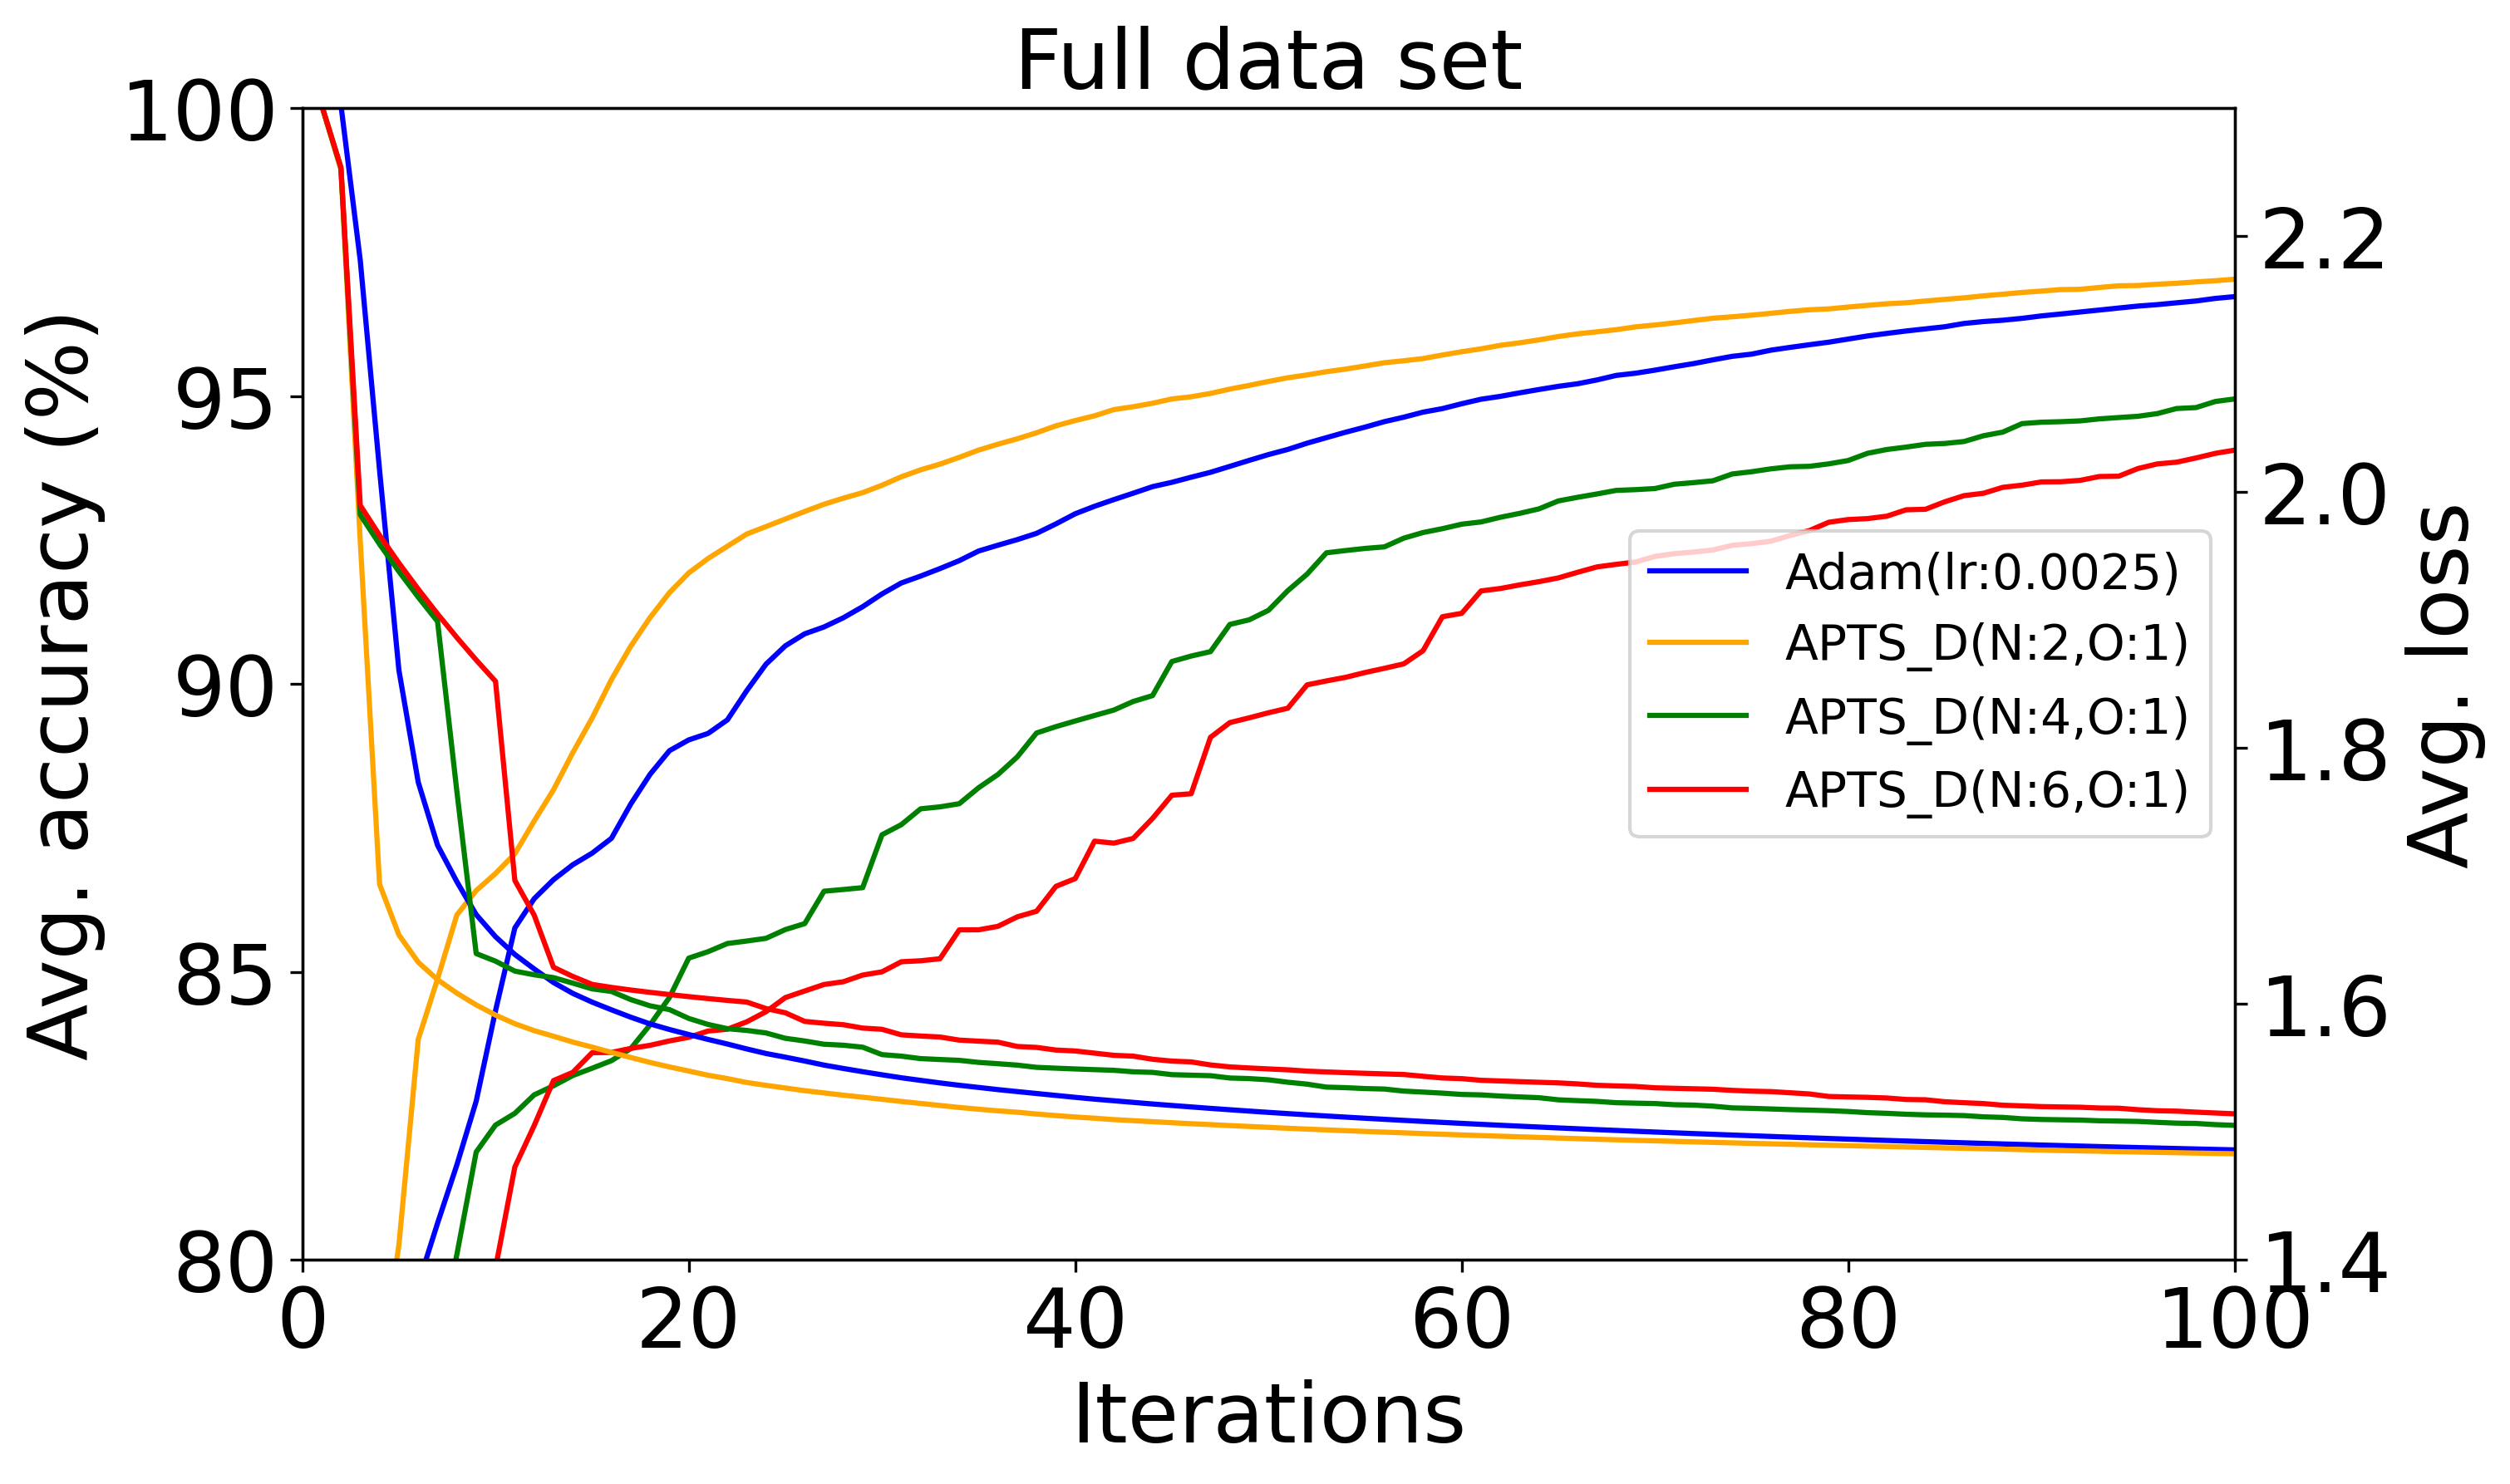 Full data set
Avg. accuracy (%)
100
95
90
85
80
2.2
2.0
1.8
1.6
1.4
Avg. loss
Adam(lr:0.0025)
APTS_D(N:2,O:1)
APTS_D(N:4,O:1)
APTS_D(N:6,O:1)
0 20 40 60 80 100
Iterations